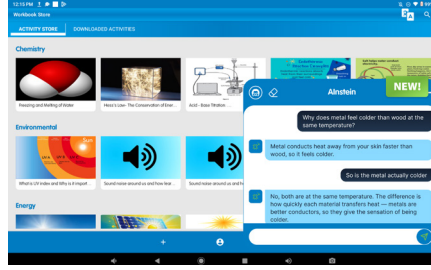 12:15 PM
Workbook Store
ACTIVITY STORE
DOWNLOADED ACTIVITIES
Chemistry
Freezing and Melting of Water
Hess's Law- The Conservation of Ener...
Acid - Base Titration
Environmental
What is UV Index and Why is it import...
Sound noise around us and how fear...
Sound noise around us and h
Energy
AInstein
NEW!
Why does metal feel colder than wood at the
same temperature?
Metal conducts heat away from your skin faster than
wood, so it feels colder.
So is the metal actually colder
No, both are at the same temperature. The difference is
how quickly each material transfers heat — metals are
better conductors, so they give the sensation of being
colder.